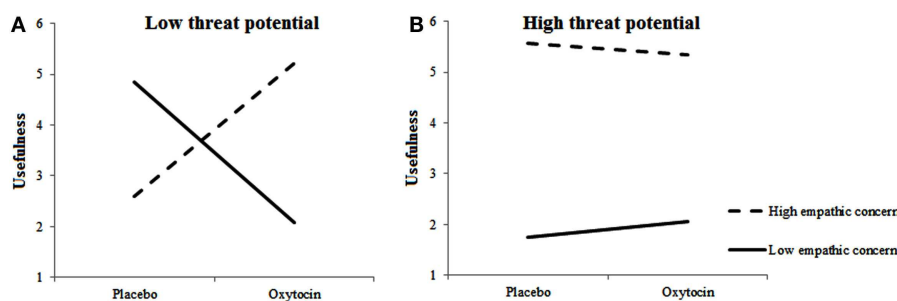 A
Low threat potential
6
5
4
3
2
1
Usefulness
Placebo
Oxytocin
B
High threat potential
6
5
4
3
2
1
Usefulness
Placebo
Oxytocin
High empathic concern
Low empathic concern